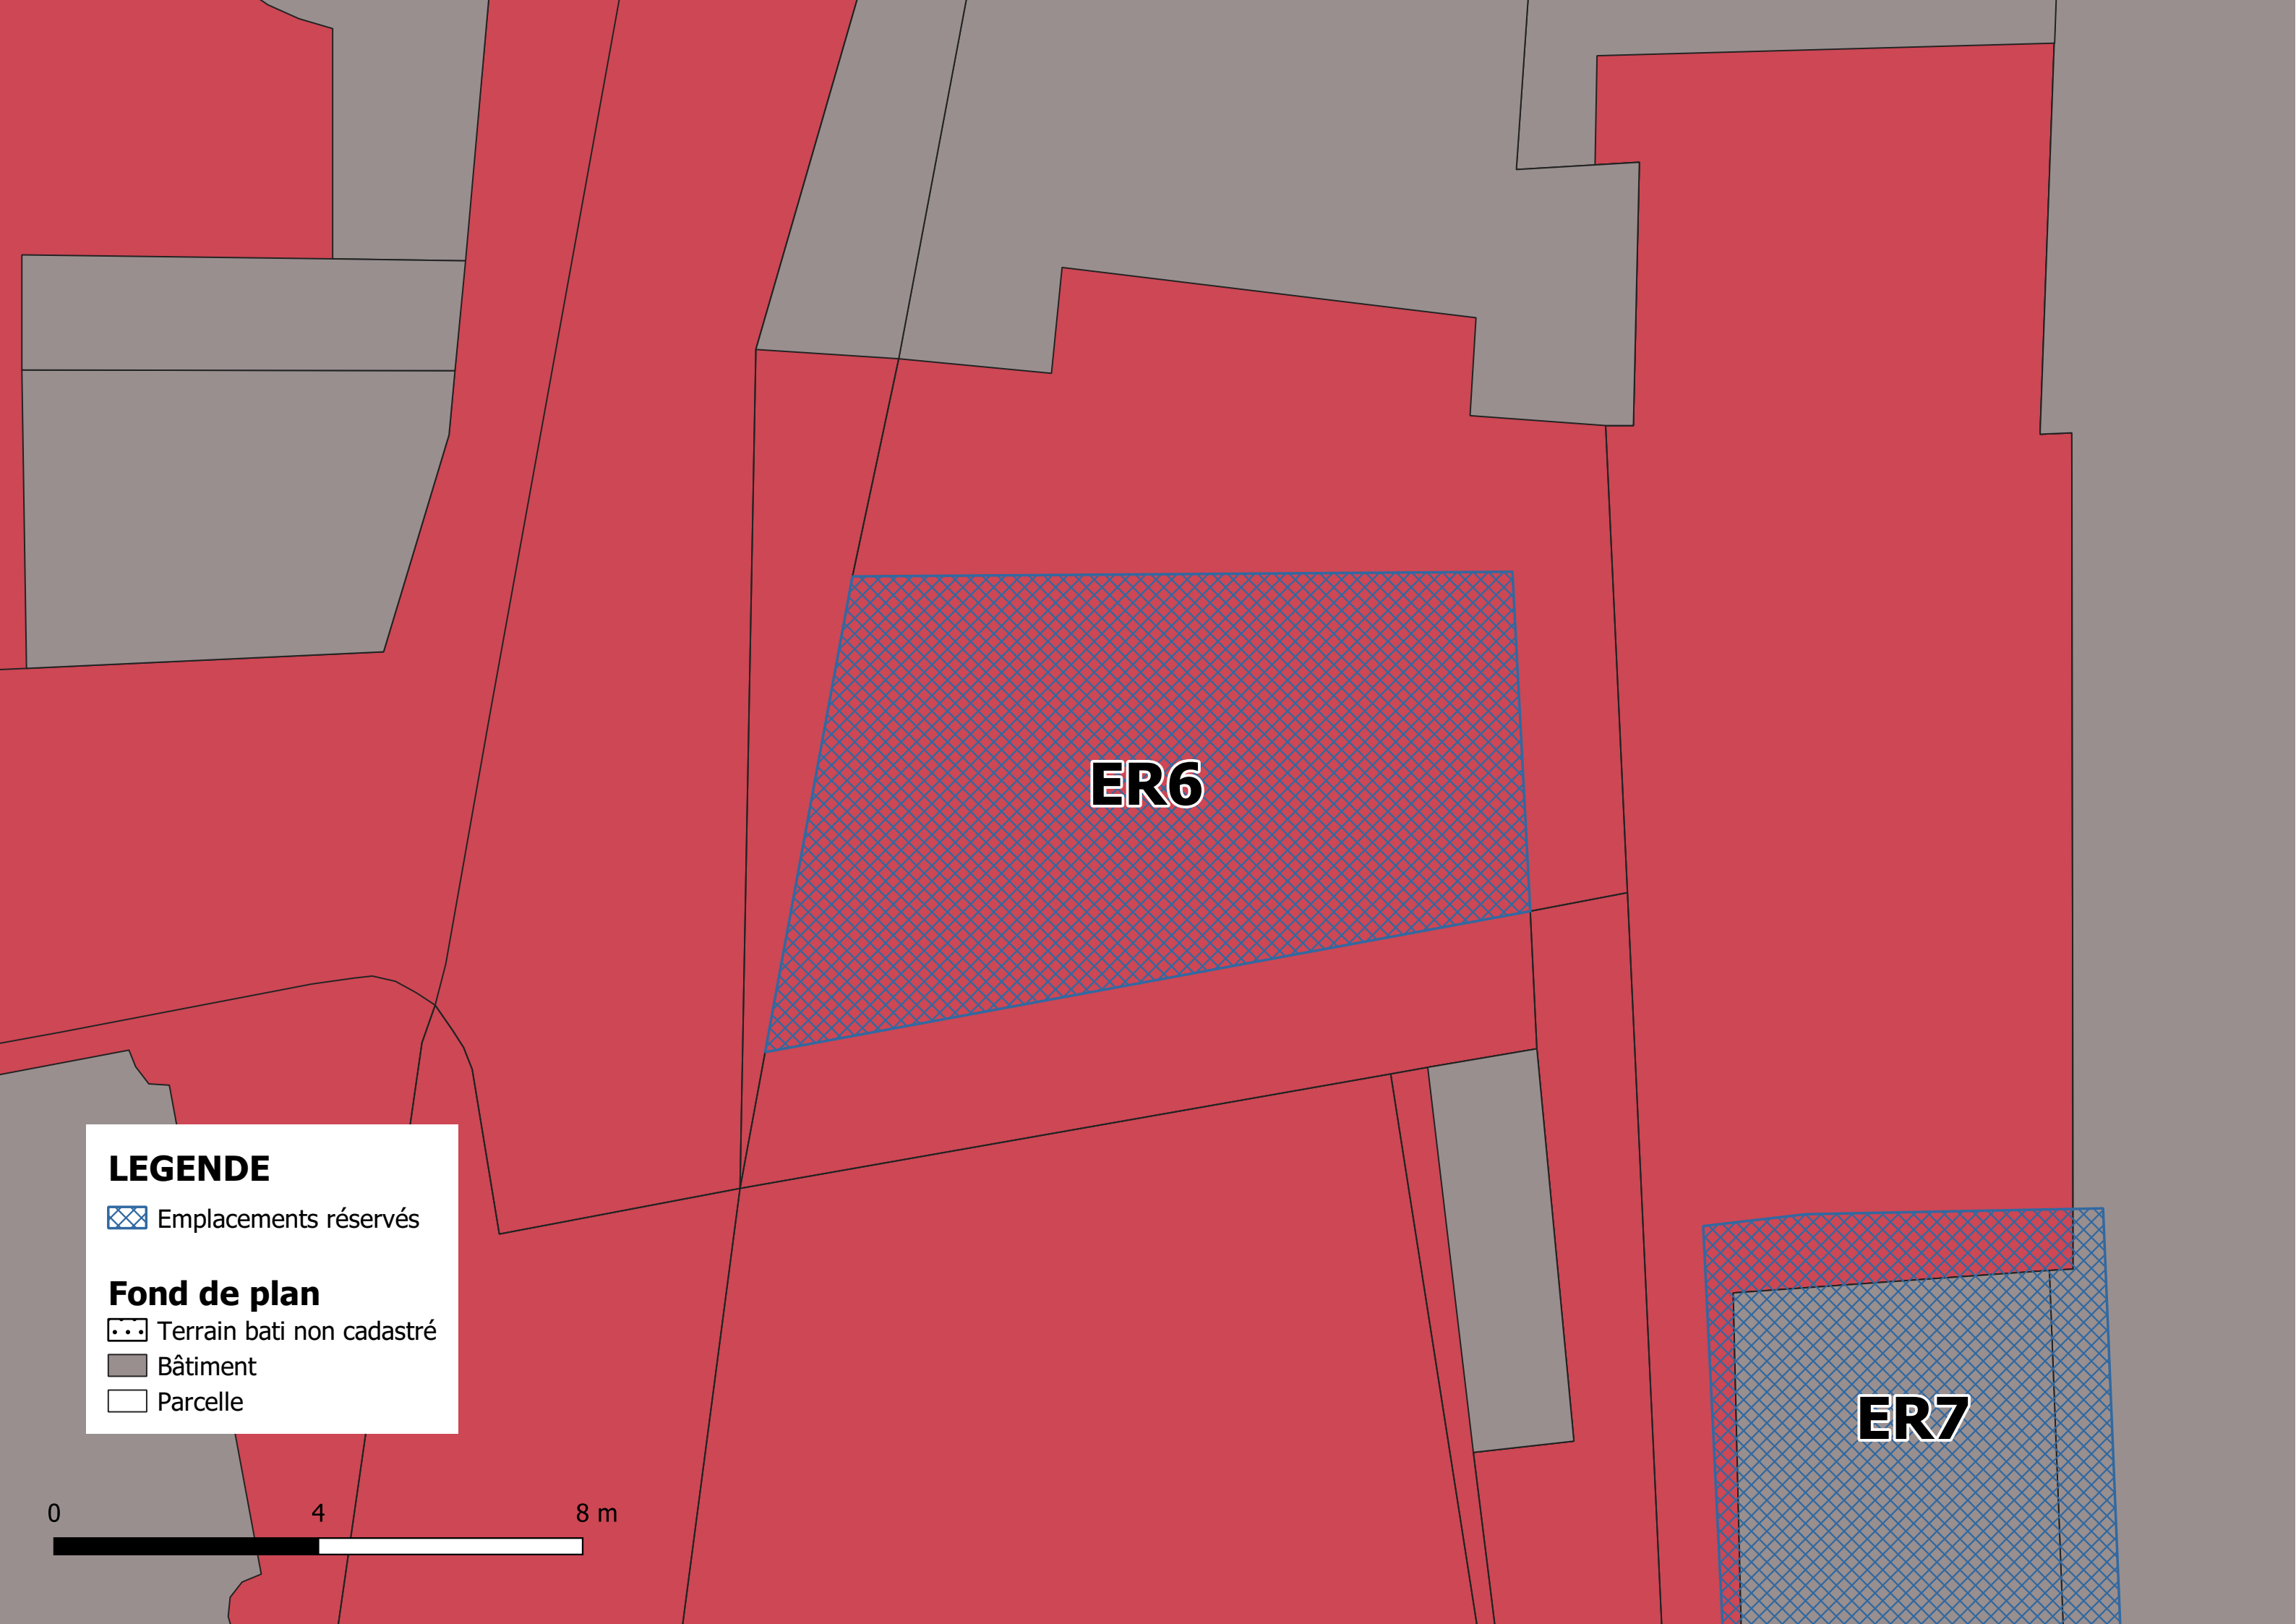 ER6
LEGENDE
Emplacements réservés
Fond de plan
Terrain bati non cadastré
Bâtiment
Parcelle
ER7
0 4 8 m